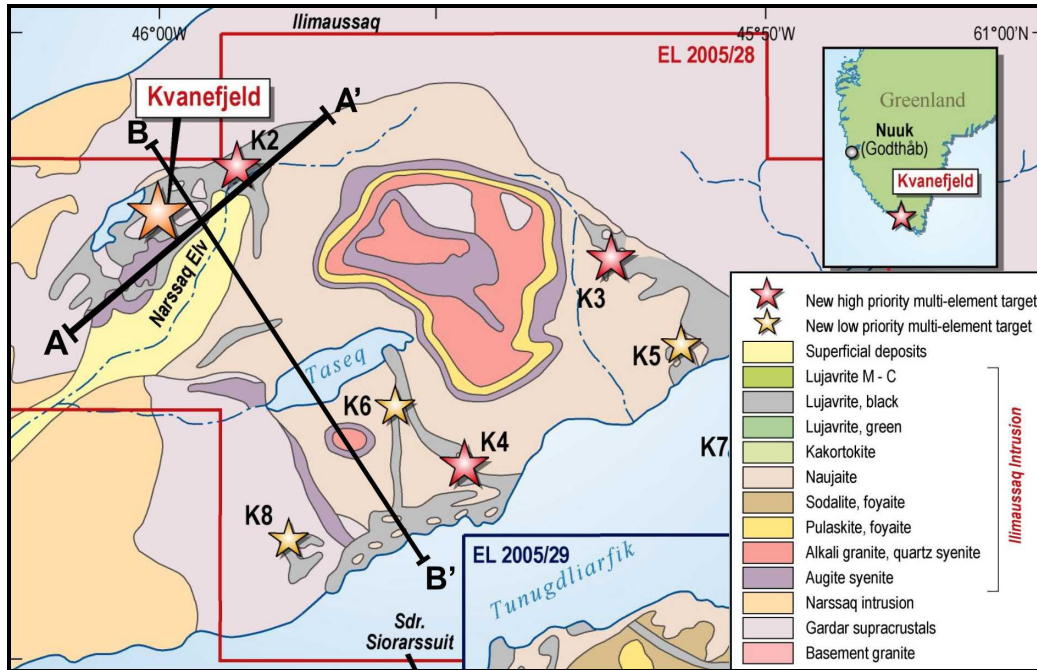 Ilimaussaq
46°00W
45°50W
61°00'N
EL 2005/28
Kvanefjeld
A'
B
K2
Greenland
Nuuk
(Godthåb)
Kvanefjeld
Narssaq Elv
K3
A
K5
Taseq
K6
K4
K7
K8
B'
EL 2005/29
Tunugdliarfik
Sdr.
Siorarssuit
New high priority multi-element target
New low priority multi-element target
Superficial deposits
Lujavrite M - C
Lujavrite, black
Lujavrite, green
Kakortokite
Naujaite
Sodalite, foyaite
Pulaskite, foyaite
Alkali granite, quartz syenite
Augite syenite
Narssaq intrusion
Gardar supracrustals
Basement granite
Ilimaussaq Intrusion